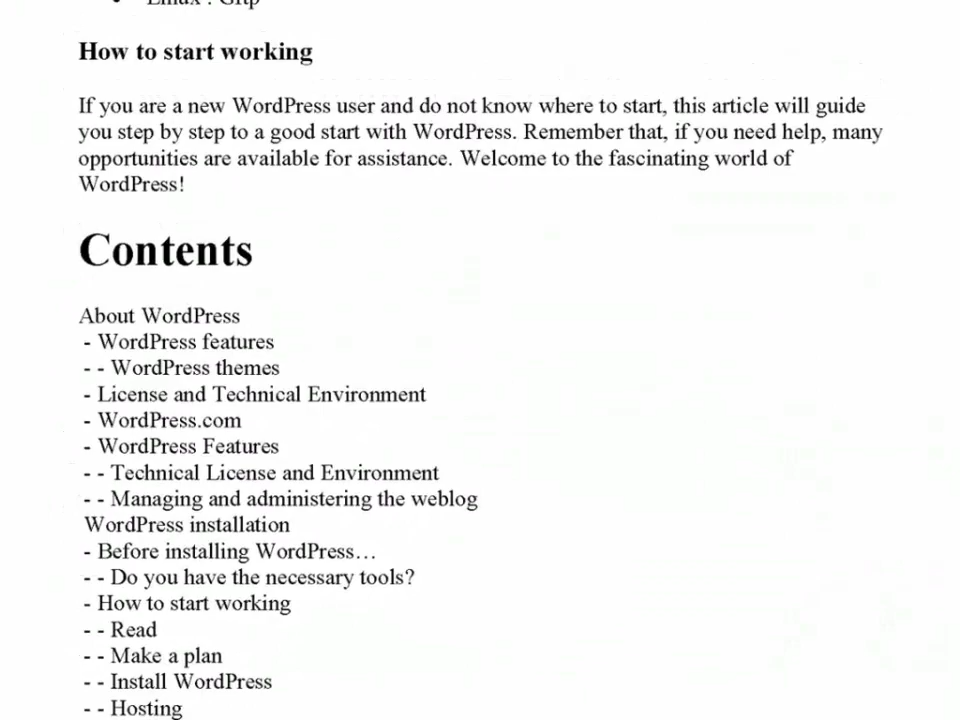 How to start working
If you are a new WordPress user and do not know where to start, this article will guide
you step by step to a good start with WordPress. Remember that, if you need help, many
opportunities are available for assistance. Welcome to the fascinating world of
WordPress!
Contents
About WordPress
- WordPress features
- - WordPress themes
- License and Technical Environment
- WordPress.com
- WordPress Features
- - Technical License and Environment
- - Managing and administering the weblog
WordPress installation
- Before installing WordPress…
- - Do you have the necessary tools?
- How to start working
- - Read
- - Make a plan
- - Install WordPress
- - Hosting